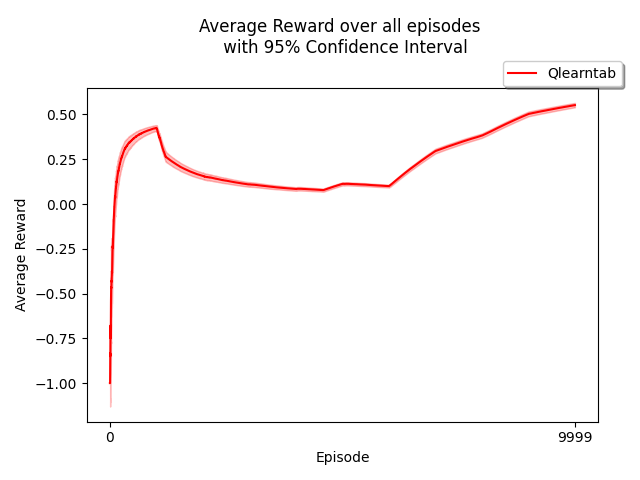 Average Reward over all episodes
with 95% Confidence Interval
Qlearntab
0.50
0.25
0.00
−0.25
−0.50
−0.75
−1.00
Average Reward
0 9999
Episode